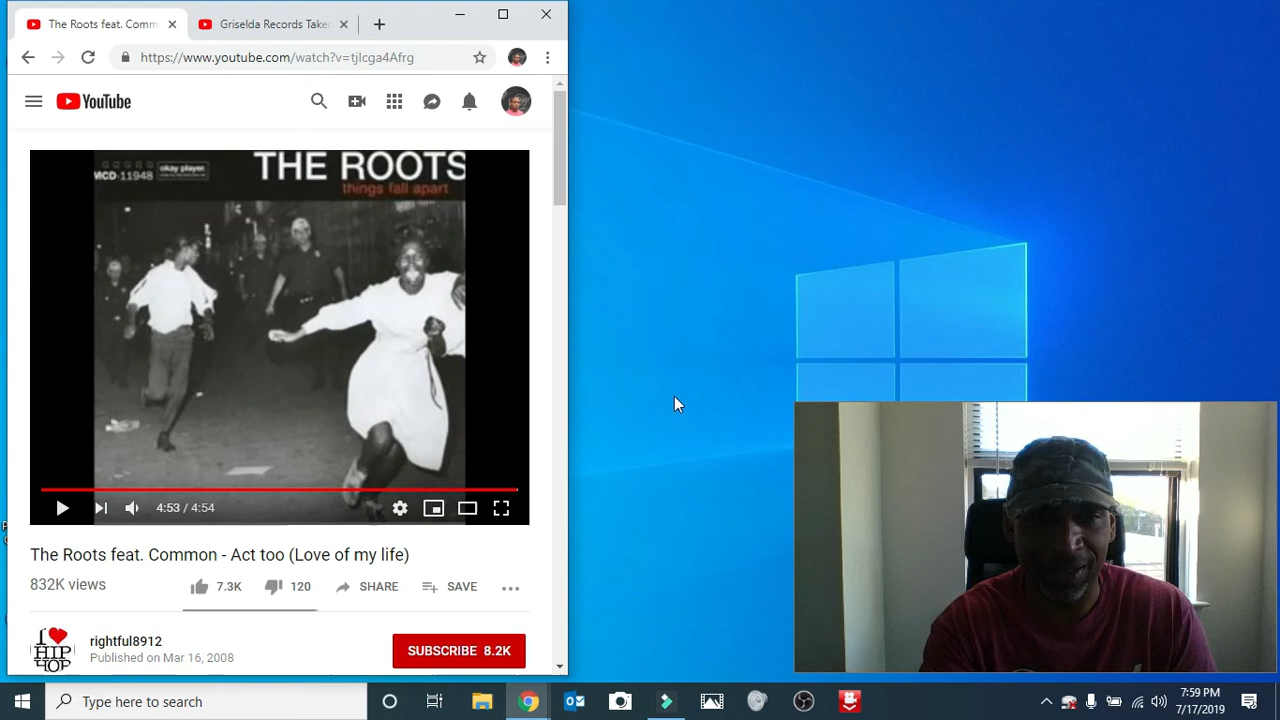 The Roots feat. Comm
Griselda Records Take
https://www.youtube.com/watch?v=tjlcga4Afrg
YouTube
MCD-11948
okay player.
THE ROOTS
things fall apart
4:53 / 4:54
The Roots feat. Common - Act too (Love of my life)
832K views
7.3K
120
SHARE
SAVE
I HIP HOP
rightful8912
Published on Mar 16, 2008
SUBSCRIBE 8.2K
Type here to search
7:59 PM
7/17/2019